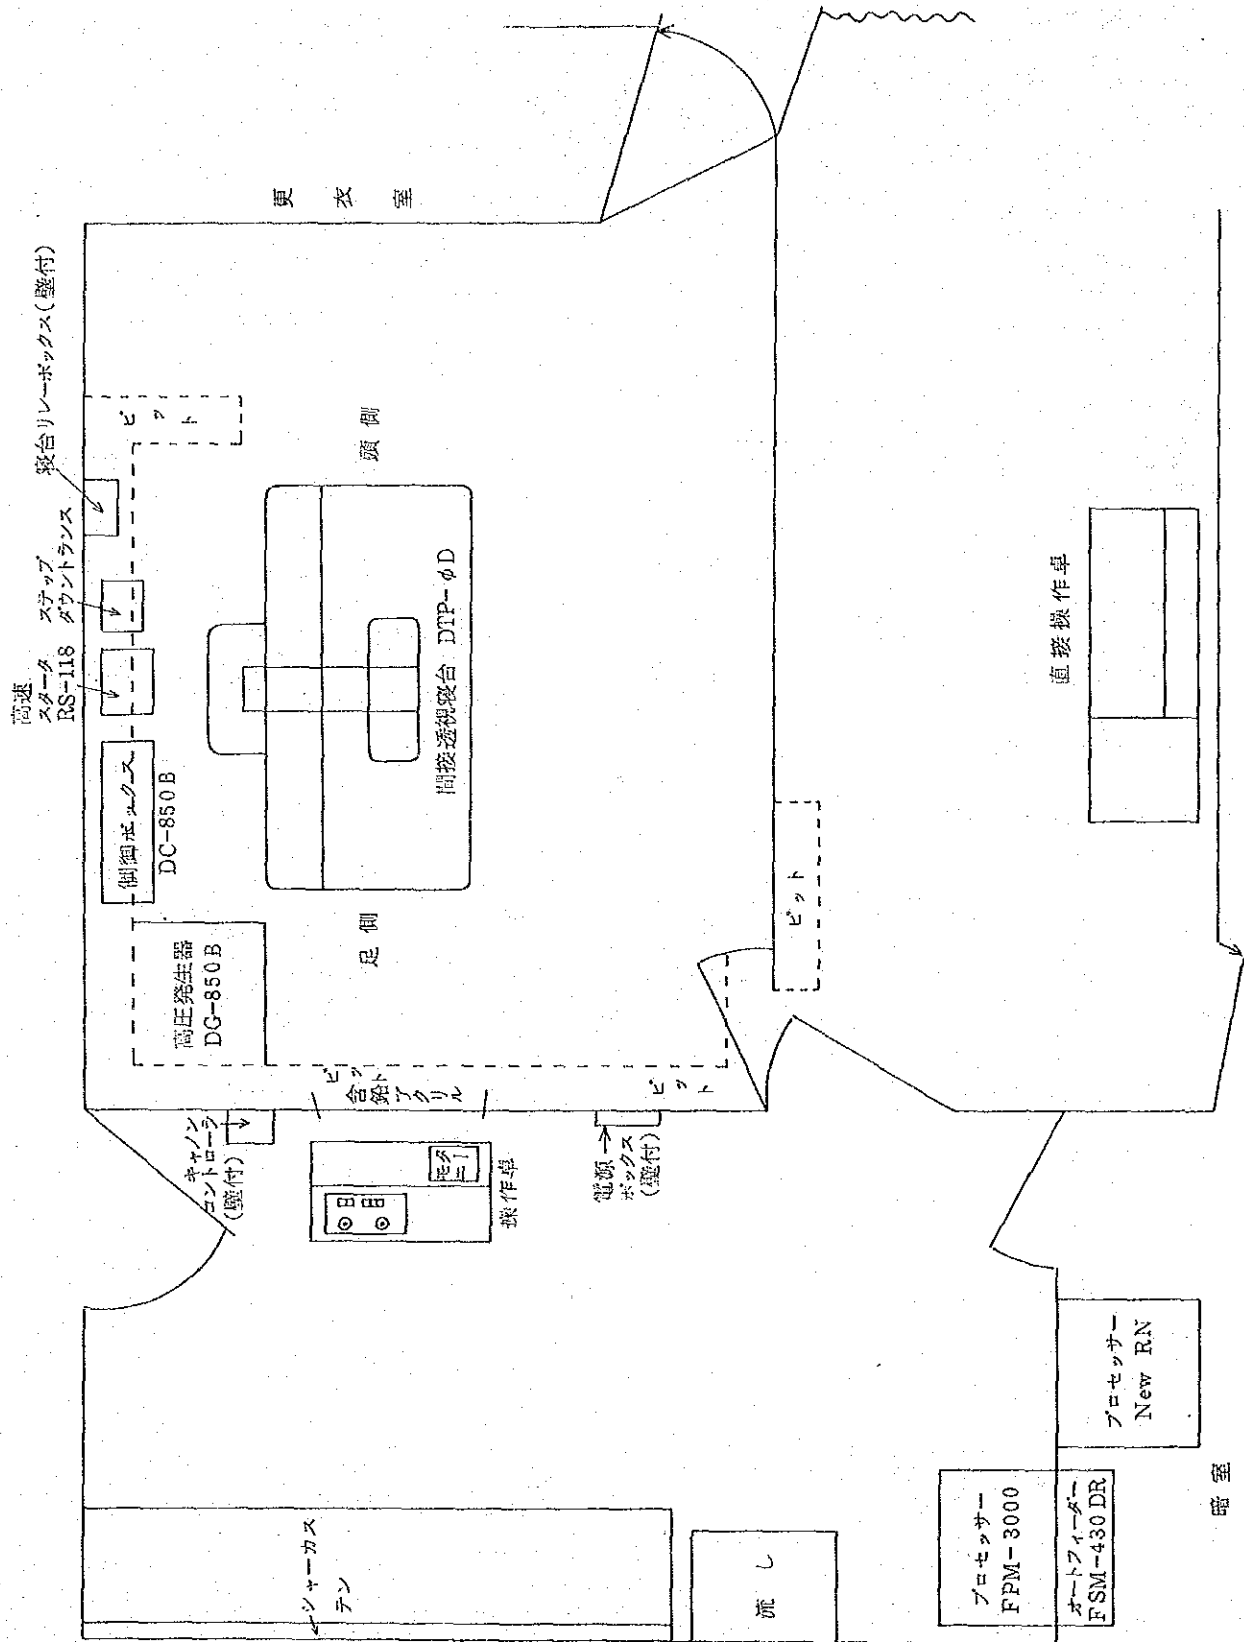 更衣室
寝台リレーボックス(壁付)
ピット
ステップ
ダウントランス
高速
スタータ
RS-118
制御ボックス
DC-850B
高圧発生器
DG-850B
頭側
間接透視寝台 DTP-φD
足側
ピット
含鉛
アクリル
ピット
ピット
キャノン
コントローラ
(壁付)
モニター
操作卓
電源→
ボックス
(壁付)
直接操作卓
シャーカス
テン
流し
プロセッサー
FPM-3000
オートフィーダー
FSM-430DR
プロセッサー
New RN
暗室